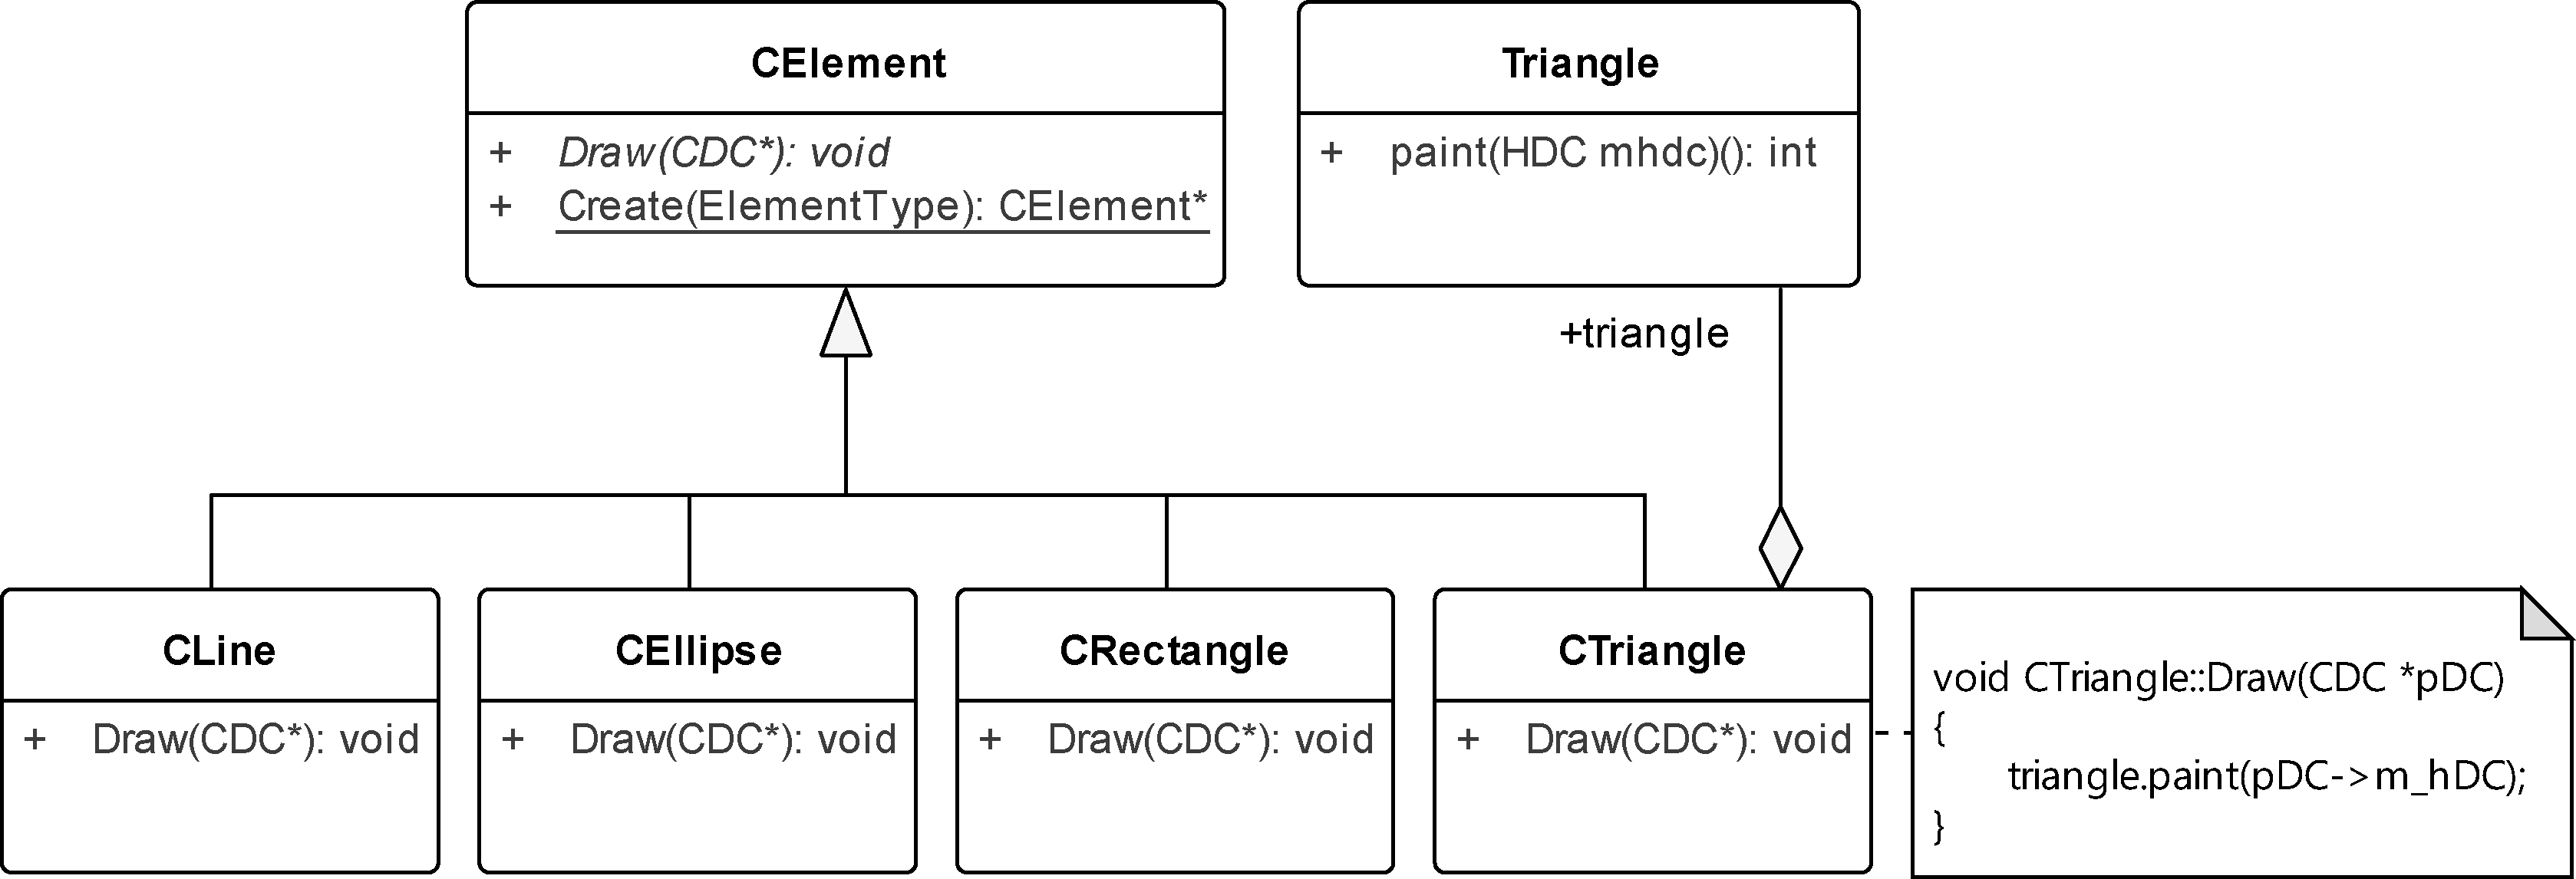 CElement
+ Draw(CDC*): void
+ Create(ElementType): CElement*
Triangle
+ paint(HDC mhdc)(): int
+triangle
CLine
+ Draw(CDC*): void
CEllipse
+ Draw(CDC*): void
CRectangle
+ Draw(CDC*): void
CTriangle
+ Draw(CDC*): void
void CTriangle::Draw(CDC *pDC)
{
triangle.paint(pDC->m_hDC);
}